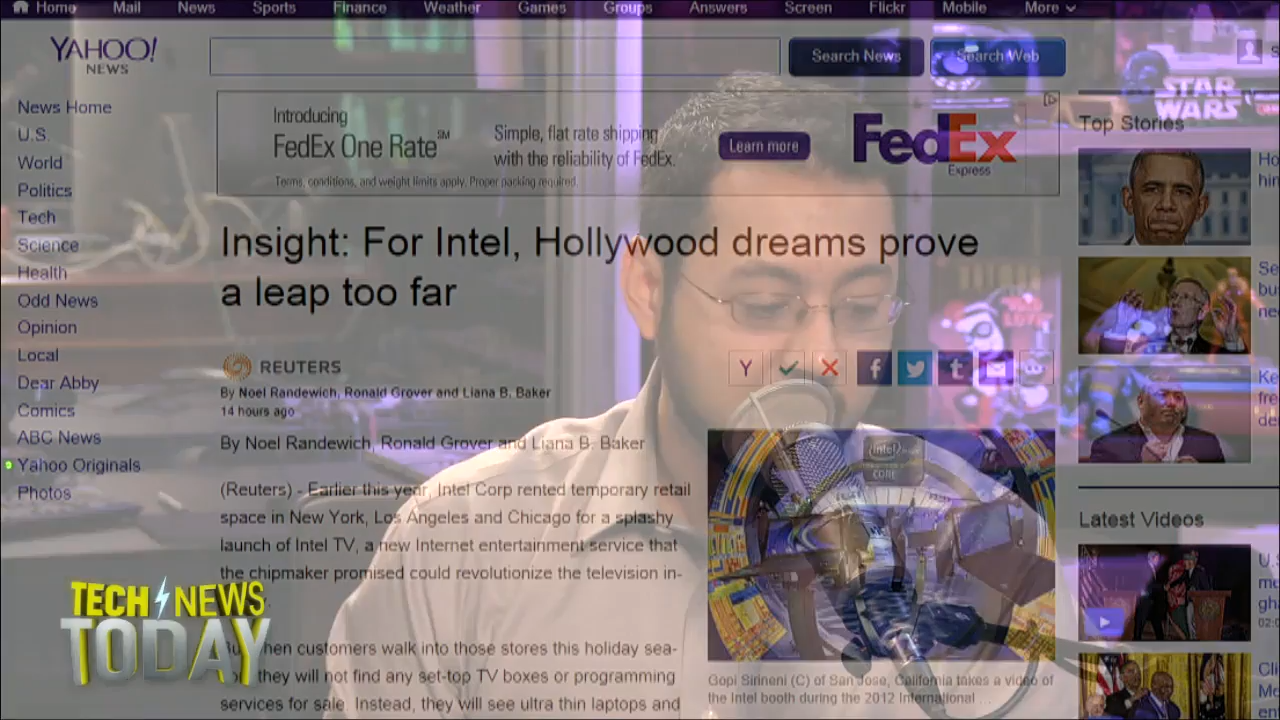 Home Mail News Sports Finance Weather Games Groups Answers Screen Flickr Mobile More
YAHOO!
NEWS
Search News
Search Web
STAR
WARS
Introducing
FedEx One Rate℠
Simple, flat rate shipping
with the reliability of FedEx.
Terms, conditions, and weight limits apply. Proper packing required.
Learn more
FedEx
Express
News Home
U.S.
World
Politics
Tech
Science
Health
Odd News
Opinion
Local
Dear Abby
Comics
ABC News
Yahoo Originals
Photos
Insight: For Intel, Hollywood dreams prove
a leap too far
REUTERS
By Noel Randewich, Ronald Grover and Liana B. Baker
14 hours ago
Y
f
t
By Noel Randewich, Ronald Grover and Liana B. Baker
(Reuters) - Earlier this year, Intel Corp rented temporary retail
space in New York, Los Angeles and Chicago for a splashy
launch of Intel TV, a new Internet entertainment service that
the chipmaker promised could revolutionize the television in-
customers walk into those stores this holiday sea-
they will not find any set-top TV boxes or programming
services for sale. Instead, they will see ultra thin laptops and
intel
CORE
Gopi Sirineni (C) of San Jose, California takes a video of
the Intel booth during the 2012 International ...
Top Stories
Latest Videos
TECH NEWS
TODAY